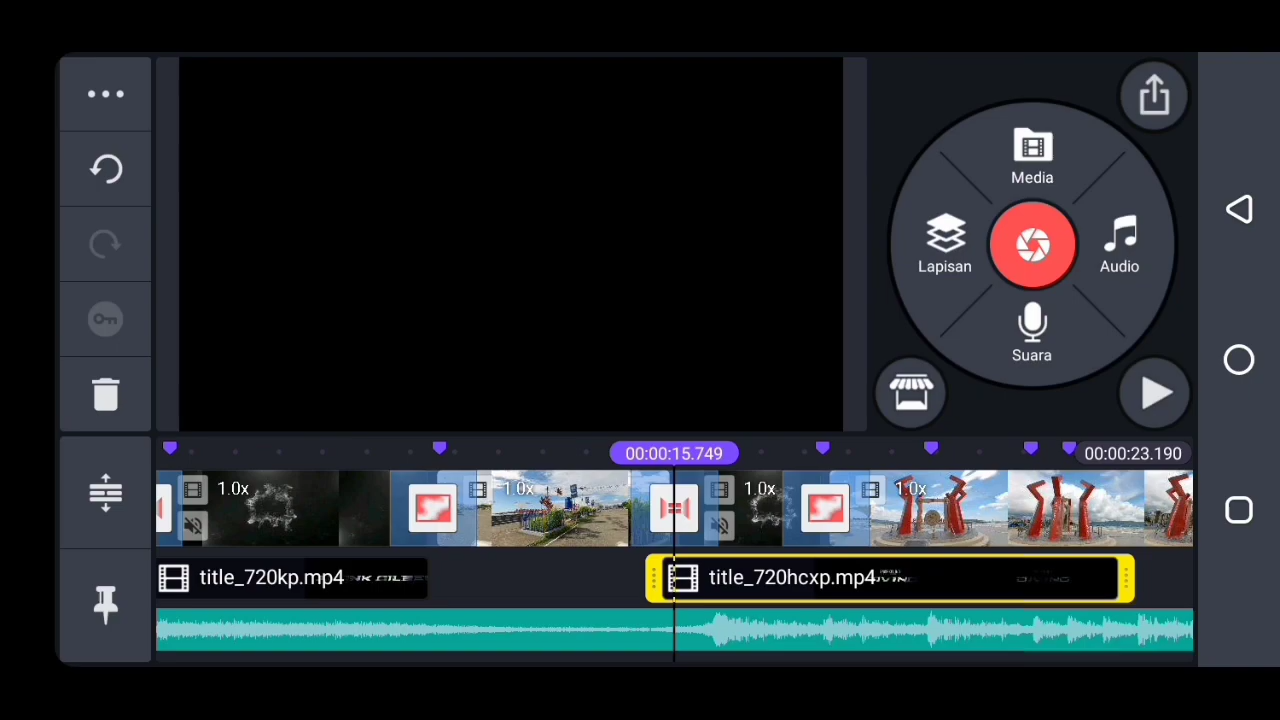 Media
Lapisan
Audio
Suara
00:00:15.749
00:00:23.190
1.0x
1.0x
1.0x
1.0x
title_720kp.mp4
title_720hcxp.mp4